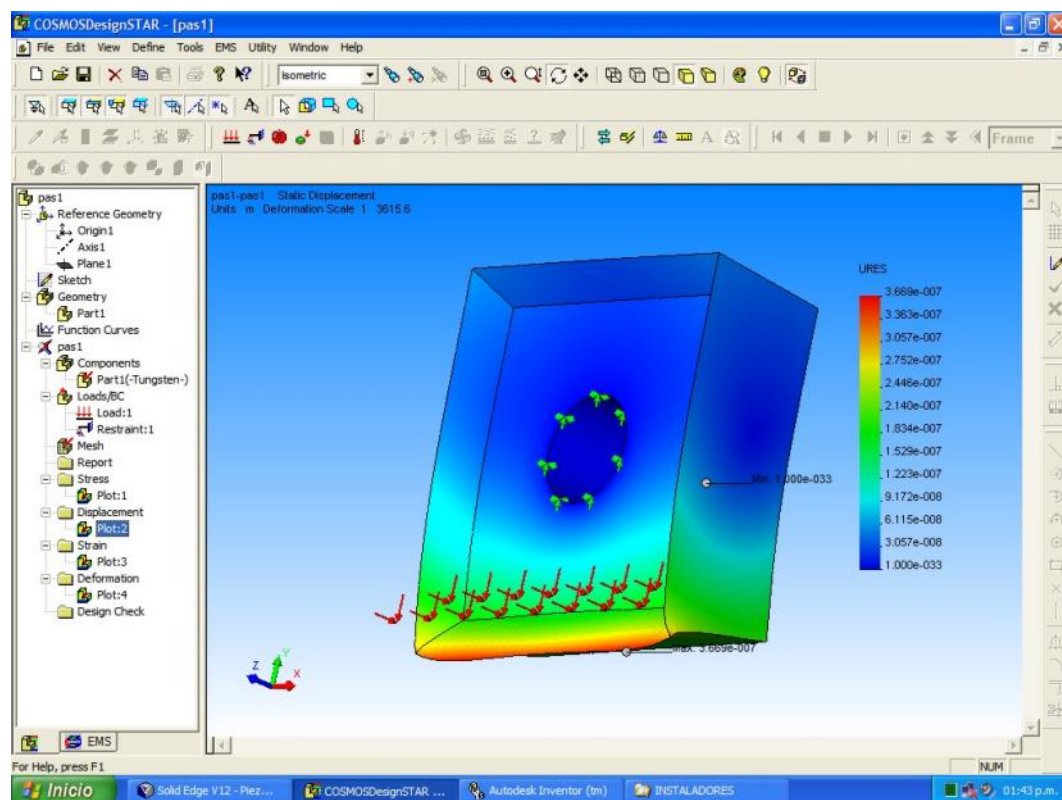 COSMOSDesignSTAR - [pas1]
File Edit View Define Tools EMS Utility Window Help
Isometric
Frame
pas1
Reference Geometry
Origin1
Axis1
Plane1
Sketch
Geometry
Part1
Function Curves
pas1
Components
Part1(-Tungsten-)
Loads/BC
Load:1
Restraint:1
Mesh
Report
Stress
Plot:1
Displacement
Plot:2
Strain
Plot:3
Deformation
Plot:4
Design Check
EMS
pas1-pas1 Static Displacement
Units m Deformation Scale 1 3615.6
URES
3.669e-007
3.363e-007
3.057e-007
2.752e-007
2.446e-007
2.140e-007
1.834e-007
1.529e-007
1.223e-007
9.172e-008
6.115e-008
3.057e-008
1.000e-033
Min. 1.000e-033
Max. 3.669e-007
Z Y X
For Help, press F1
NUM
Inicio
Solid Edge V12 - Piez...
COSMOSDesignSTAR ...
Autodesk Inventor (tm)
INSTALADORES
01:43 p.m.